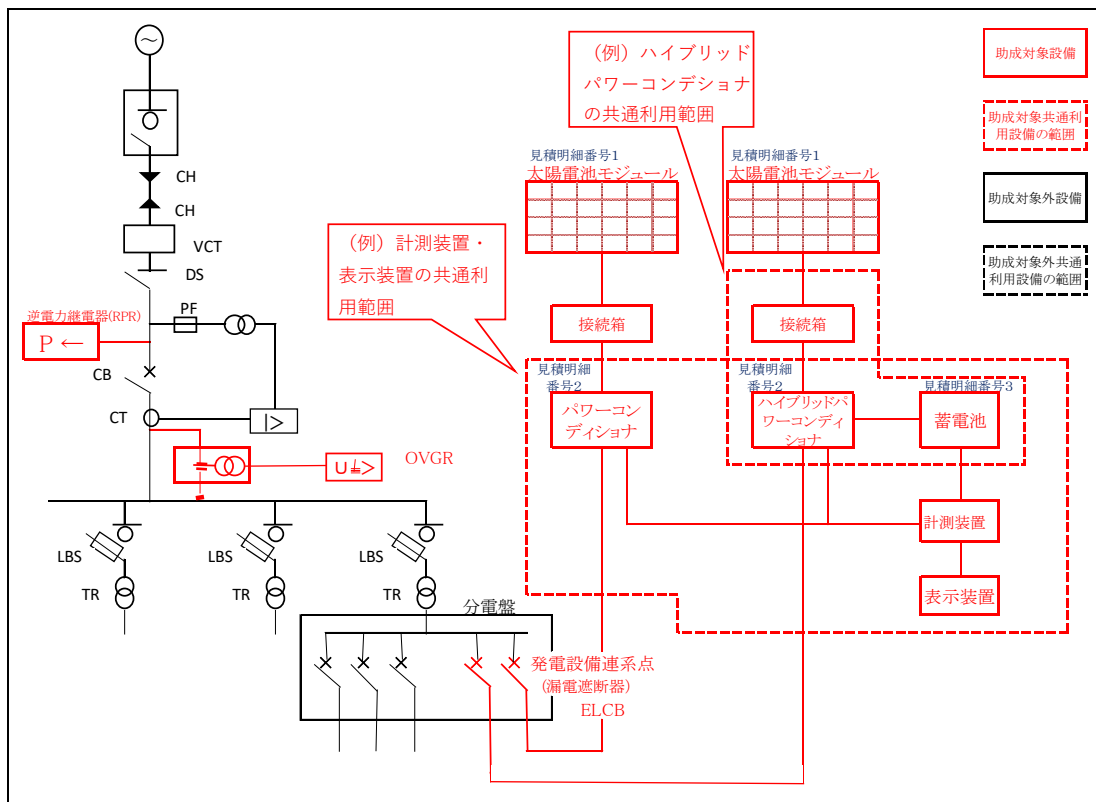 ～
CH
CH
VCT
DS
PF
逆電力継電器(RPR)
P ←
CB
CT
I>
OVGR
U⏚>
LBS
LBS
LBS
TR
TR
TR
分電盤
発電設備連系点
(漏電遮断器)
ELCB
（例）計測装置・
表示装置の共通利
用範囲
（例）ハイブリッド
パワーコンデショナ
の共通利用範囲
見積明細番号1
太陽電池モジュール
見積明細番号1
太陽電池モジュール
接続箱
接続箱
見積明細
番号2
パワーコン
ディショナ
見積明細
番号2
ハイブリッドパ
ワーコンディ
ショナ
見積明細番号3
蓄電池
計測装置
表示装置
助成対象設備
助成対象共通利
用設備の範囲
助成対象外設備
助成対象外共通
利用設備の範囲